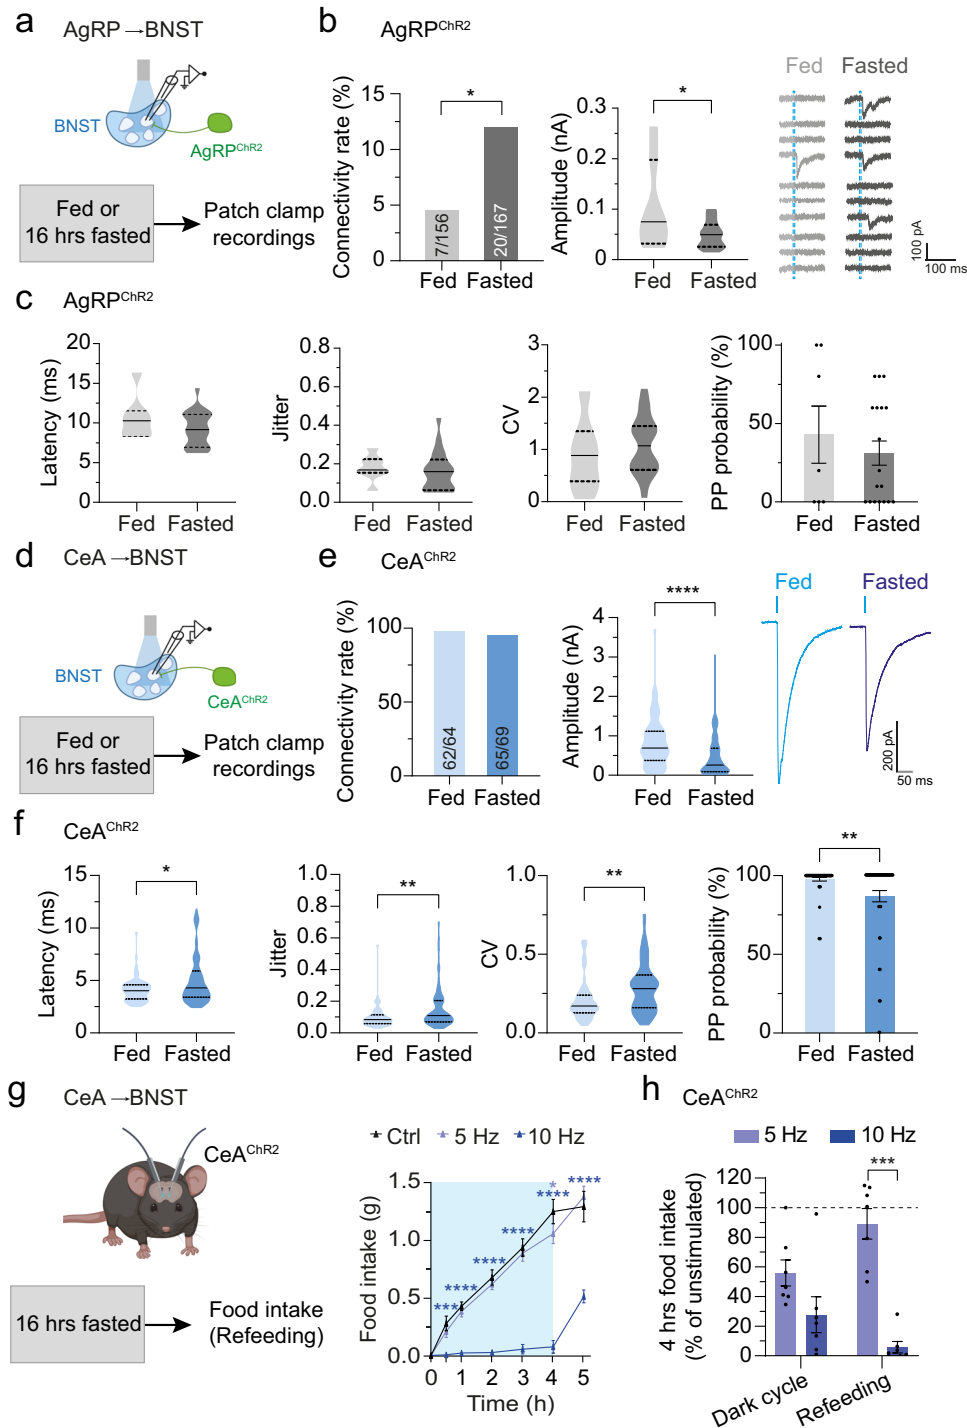 a
AgRP→BNST
BNST
AgRP^ChR2
Fed or
16 hrs fasted
Patch clamp
recordings
b
AgRP^ChR2
Connectivity rate (%)
15
10
5
0
*
7/156
20/167
Fed
Fasted
Amplitude (nA)
0.3
0.2
0.1
0
*
Fed
Fasted
Fed
Fasted
100 pA
100 ms
c
AgRP^ChR2
Latency (ms)
20
15
10
5
0
Fed
Fasted
Jitter
0.8
0.6
0.4
0.2
0.0
Fed
Fasted
CV
3
2
1
0
Fed
Fasted
PP probability (%)
100
50
0
Fed
Fasted
d
CeA→BNST
BNST
CeA^ChR2
Fed or
16 hrs fasted
Patch clamp
recordings
e
CeA^ChR2
Connectivity rate (%)
100
50
0
62/64
65/69
Fed
Fasted
Amplitude (nA)
4
3
2
1
0
****
Fed
Fasted
Fed
Fasted
200 pA
50 ms
f
CeA^ChR2
Latency (ms)
15
10
5
0
*
Fed
Fasted
Jitter
1.0
0.8
0.6
0.4
0.2
0.0
**
Fed
Fasted
CV
1.0
0.5
0.0
**
Fed
Fasted
PP probability (%)
100
50
0
**
Fed
Fasted
g
CeA→BNST
CeA^ChR2
16 hrs fasted
Food intake
(Refeeding)
Ctrl
5 Hz
10 Hz
Food intake (g)
1.5
1.0
0.5
0.0
***
****
****
****
*
****
****
0 1 2 3 4 5
Time (h)
h
CeA^ChR2
5 Hz
10 Hz
4 hrs food intake
(% of unstimulated)
120
100
80
60
40
20
0
***
Dark cycle
Refeeding